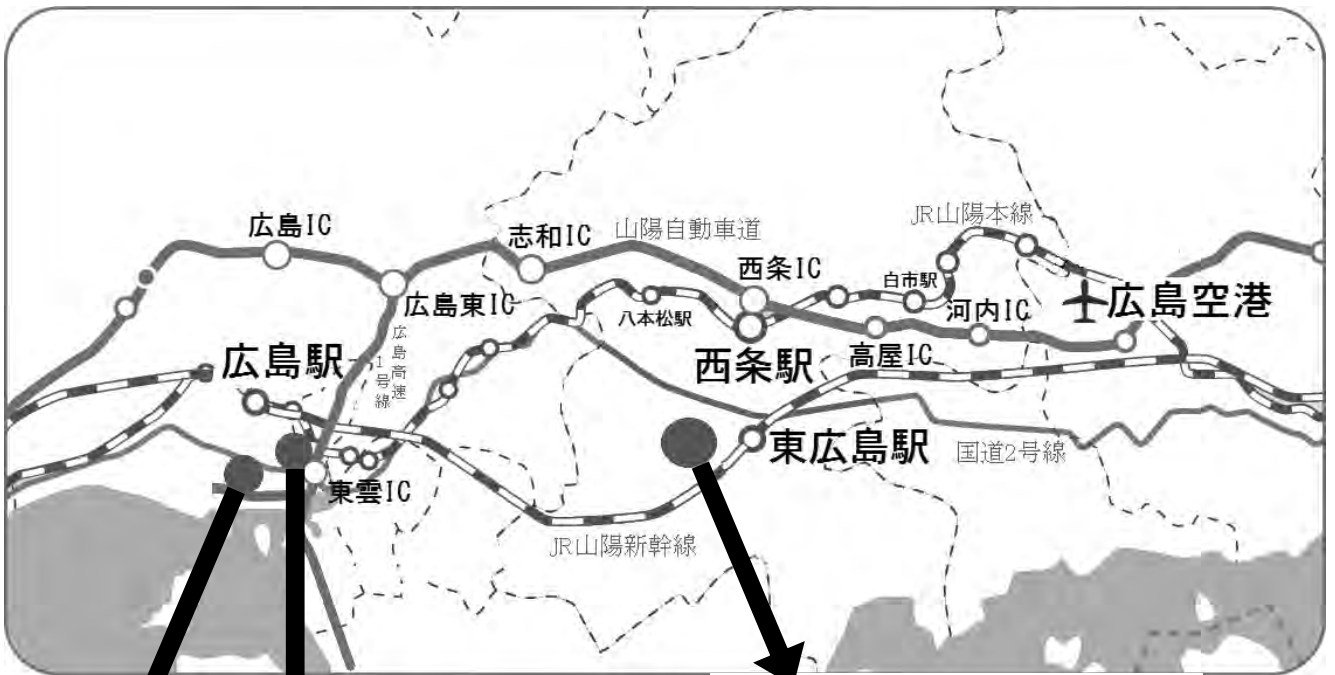 広島IC
志和IC
山陽自動車道
JR山陽本線
西条IC
白市駅
広島東IC
八本松駅
河内IC
広島空港
広島駅
広島高速
1号線
西条駅
高屋IC
東広島駅
国道2号線
東雲IC
JR山陽新幹線